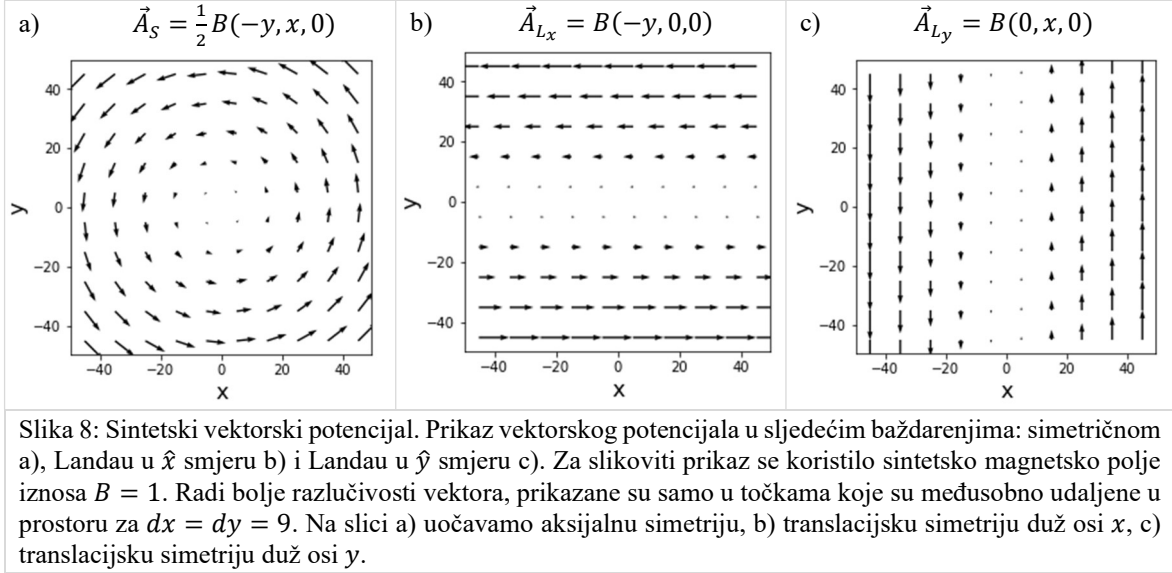 a) $\vec{A}_S = \frac{1}{2}B(-y, x, 0)$
b) $\vec{A}_{L_x} = B(-y, 0,0)$
c) $\vec{A}_{L_y} = B(0, x, 0)$
40
20
0
−20
−40
y
−40 −20 0 20 40
x
40
20
0
−20
−40
y
−40 −20 0 20 40
x
40
20
0
−20
−40
y
−40 −20 0 20 40
x
Slika 8: Sintetski vektorski potencijal. Prikaz vektorskog potencijala u sljedećim baždarenjima: simetričnom
a), Landau u $\hat{x}$ smjeru b) i Landau u $\hat{y}$ smjeru c). Za slikoviti prikaz se koristilo sintetsko magnetsko polje
iznosa $B = 1$. Radi bolje razlučivosti vektora, prikazane su samo u točkama koje su međusobno udaljene u
prostoru za $dx = dy = 9$. Na slici a) uočavamo aksijalnu simetriju, b) translacijsku simetriju duž osi $x$, c)
translacijsku simetriju duž osi $y$.